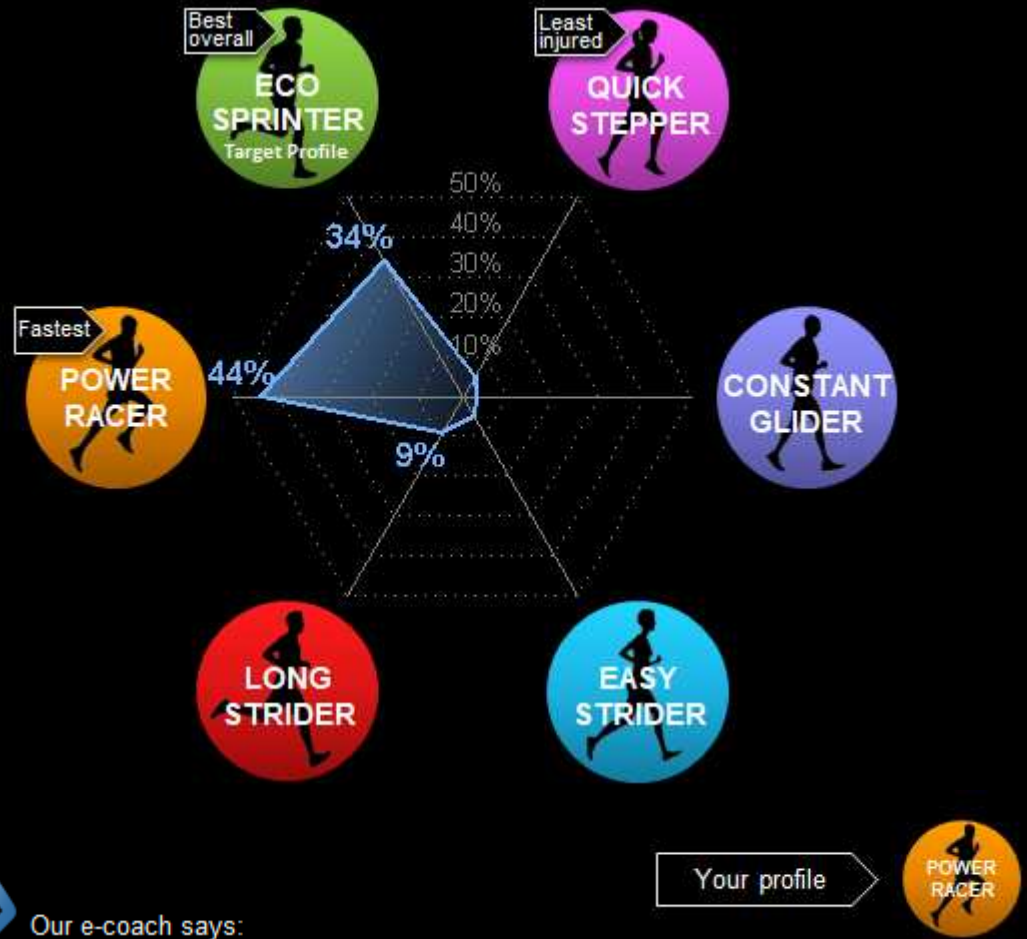 Best
overall
ECO
SPRINTER
Target Profile
Least
injured
QUICK
STEPPER
50%
40%
30%
20%
10%
34%
Fastest
POWER
RACER
44%
9%
CONSTANT
GLIDER
LONG
STRIDER
EASY
STRIDER
Your profile
POWER
RACER
Our e-coach says: